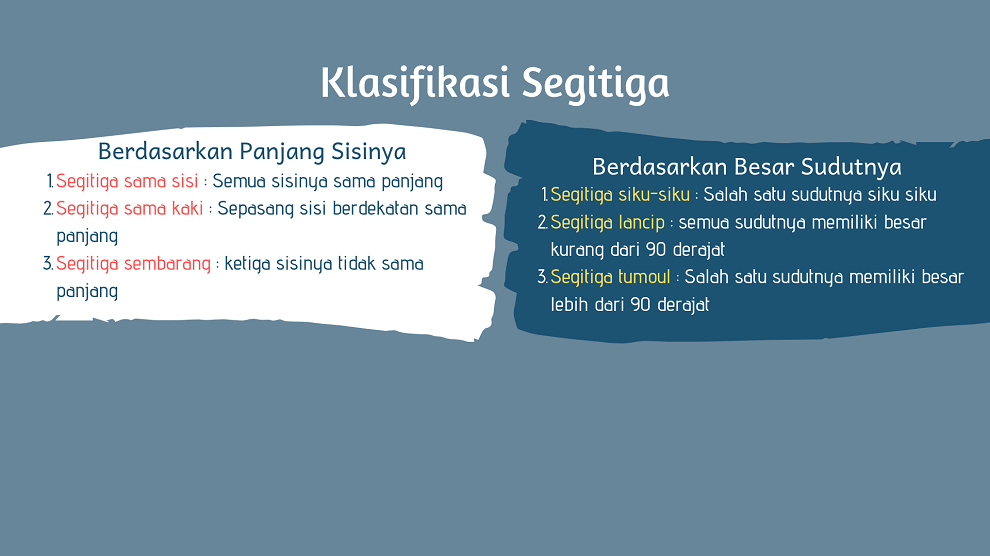 Klasifikasi Segitiga
Berdasarkan Panjang Sisinya
1. Segitiga sama sisi : Semua sisinya sama panjang
2. Segitiga sama kaki : Sepasang sisi berdekatan sama
panjang
3. Segitiga sembarang : ketiga sisinya tidak sama
panjang
Berdasarkan Besar Sudutnya
1. Segitiga siku-siku : Salah satu sudutnya siku siku
2. Segitiga lancip : semua sudutnya memiliki besar
kurang dari 90 derajat
3. Segitiga tumoul : Salah satu sudutnya memiliki besar
lebih dari 90 derajat